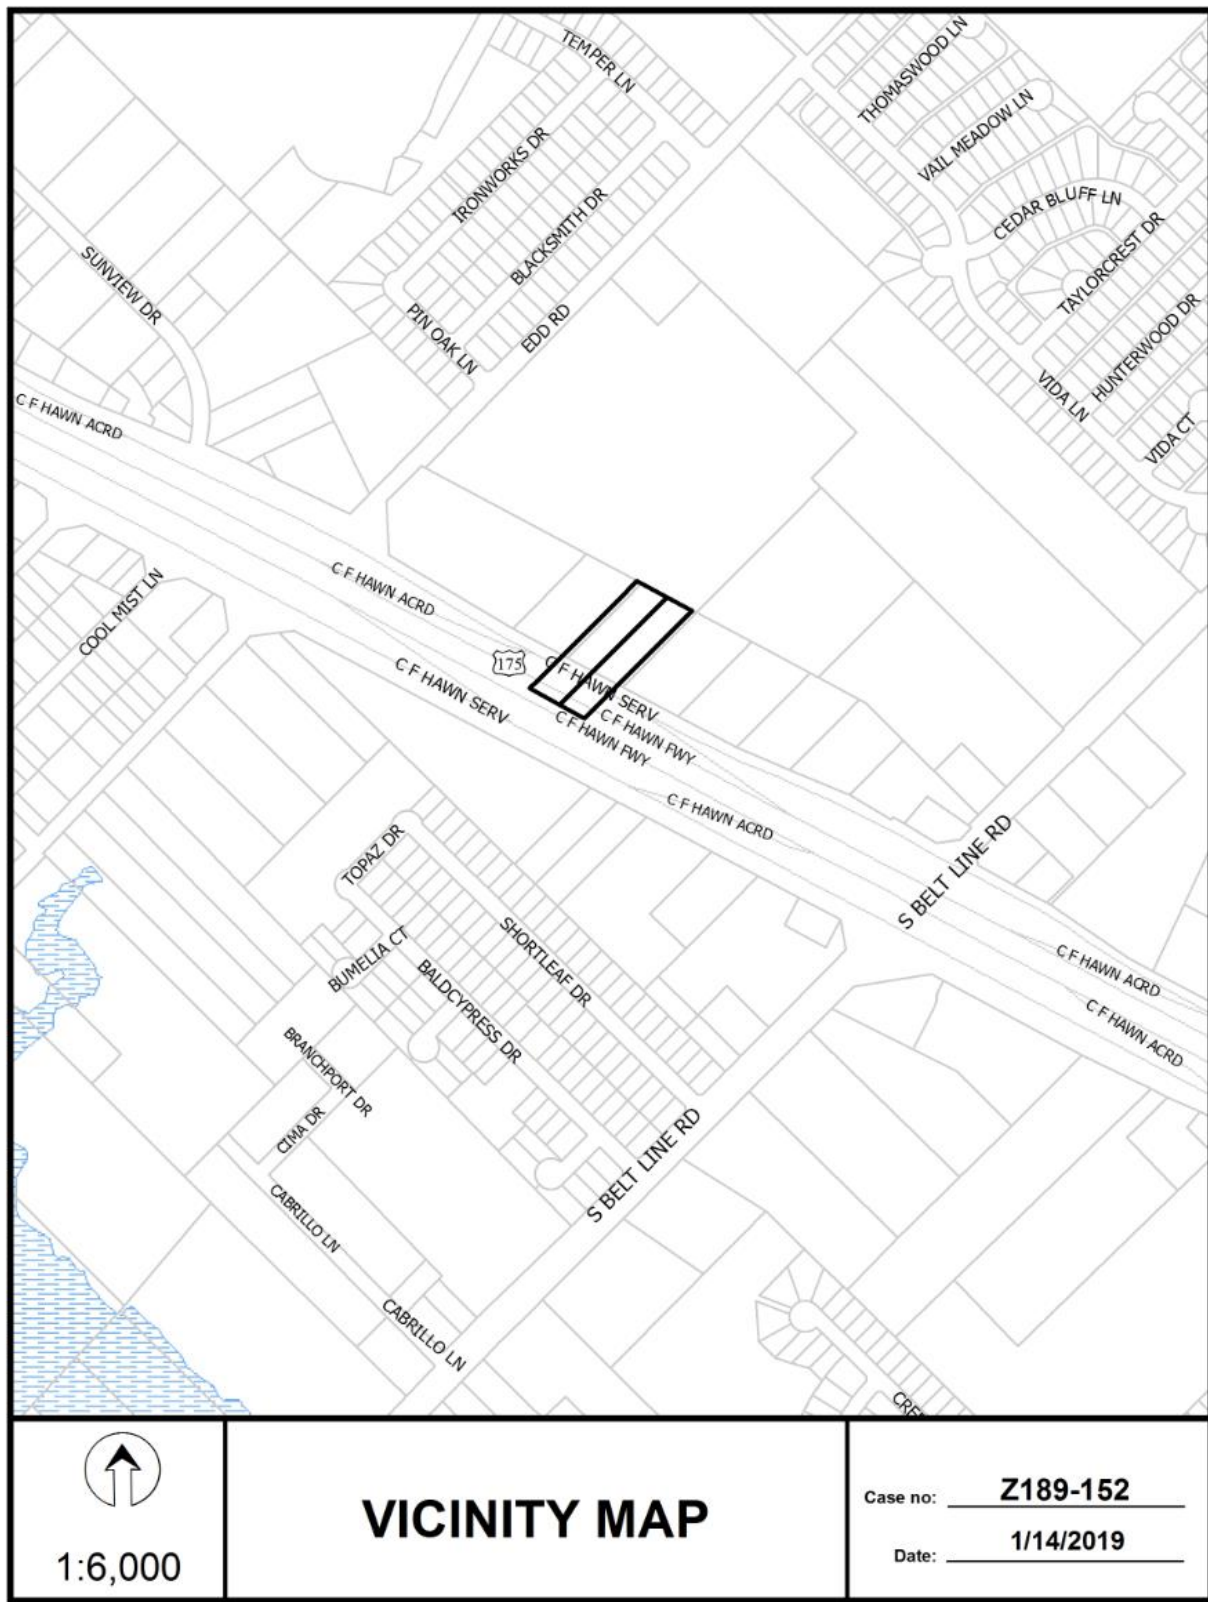 TEMPER LN
THOMASWOOD LN
VAIL MEADOW LN
IRONWORKS DR
CEDAR BLUFF LN
BLACKSMITH DR
TAYLORCREST DR
SUNVIEW DR
HUNTERWOOD DR
PIN OAK LN
EDD RD
VIDA LN
C F HAWN ACRD
VIDA CT
C F HAWN ACRD
COOL MIST LN
175
C F HAWN SERV
C F HAWN SERV
C F HAWN FWY
C F HAWN FWY
C F HAWN ACRD
TOPAZ DR
S BELT LINE RD
SHORTLEAF DR
BUMELIA CT
BALDCYPRESS DR
C F HAWN ACRD
C F HAWN ACRD
BRANCHPORT DR
CIMA DR
S BELT LINE RD
CABRILLO LN
CABRILLO LN
1:6,000
VICINITY MAP
Case no: Z189-152
Date: 1/14/2019